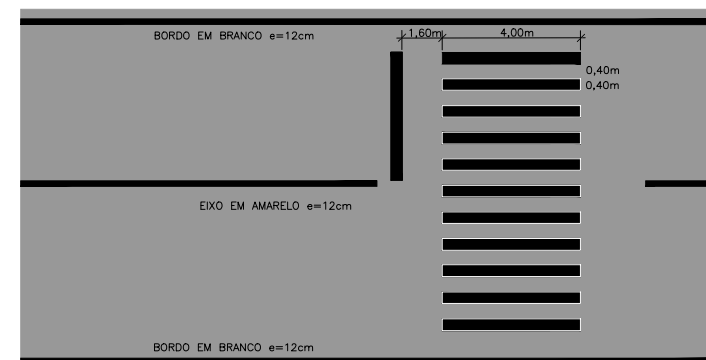 BORDO EM BRANCO e=12cm
1,60m
4,00m
0,40m
0,40m
EIXO EM AMARELO e=12cm
BORDO EM BRANCO e=12cm